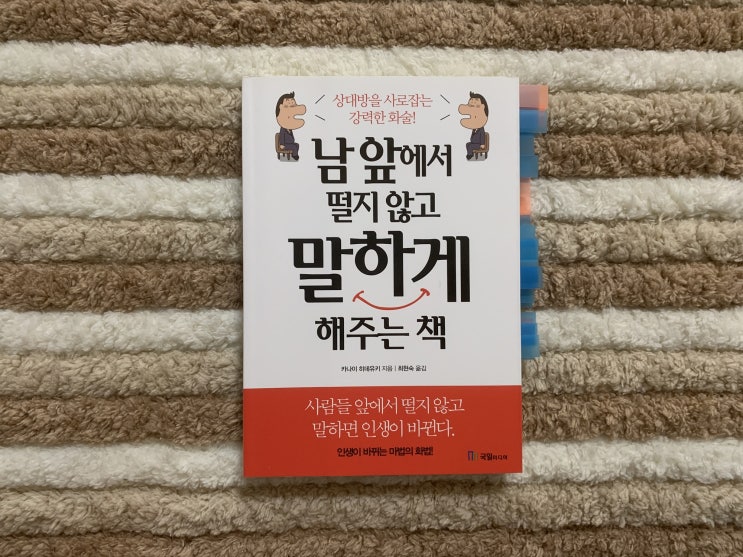 상대방을 사로잡는
강력한 화술!
남 앞에서
떨지 않고
말하게
해주는 책
카나이 히데유키 지음 | 최현숙 옮김
사람들 앞에서 떨지 않고
말하면 인생이 바뀐다.
인생이 바뀌는 마법의 화법!
국일미디어